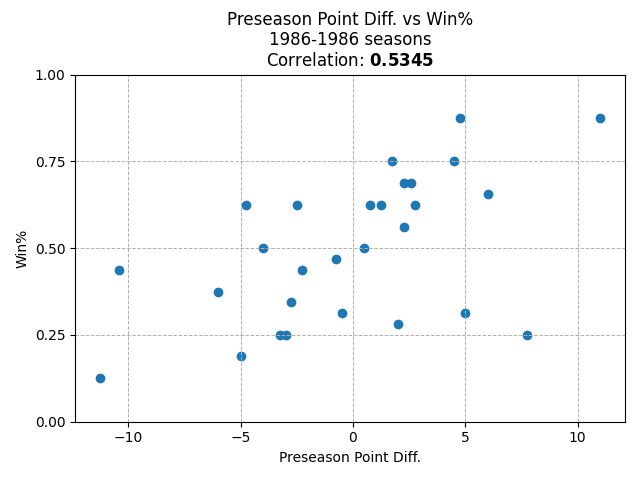 Preseason Point Diff. vs Win%
1986-1986 seasons
Correlation: 0.5345
1.00
0.75
0.50
0.25
0.00
Win%
−10
−5
0
5
10
Preseason Point Diff.